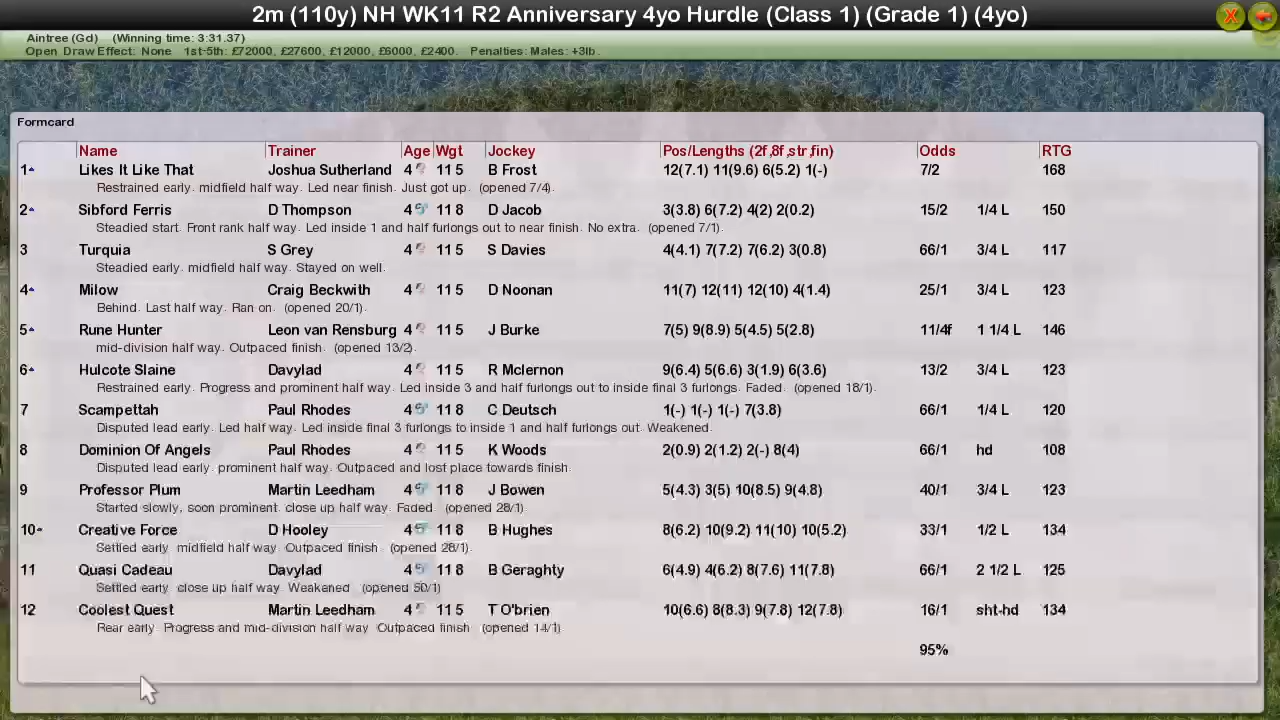 2m (110y) NH WK11 R2 Anniversary 4yo Hurdle (Class 1) (Grade 1) (4yo)
Aintree (Gd) (Winning time: 3:31.37)
Open Draw Effect: None 1st-5th: £72000, £27600, £12000, £6000, £2400. Penalties: Males: +3lb.
Formcard
Name Trainer Age Wgt Jockey Pos/Lengths (2f,8f,str,fin) Odds RTG
1 Likes It Like That Joshua Sutherland 4 11 5 B Frost 12(7.1) 11(9.6) 6(5.2) 1(-) 7/2 168
Restrained early. midfield half way. Led near finish. Just got up. (opened 7/4).
2 Sibford Ferris D Thompson 4 11 8 D Jacob 3(3.8) 6(7.2) 4(2) 2(0.2) 15/2 1/4 L 150
Steadied start. Front rank half way. Led inside 1 and half furlongs out to near finish. No extra. (opened 7/1).
3 Turquia S Grey 4 11 5 S Davies 4(4.1) 7(7.2) 7(6.2) 3(0.8) 66/1 3/4 L 117
Steadied early. midfield half way. Stayed on well.
4 Milow Craig Beckwith 4 11 5 D Noonan 11(7) 12(11) 12(10) 4(1.4) 25/1 3/4 L 123
Behind. Last half way. Ran on. (opened 20/1).
5 Rune Hunter Leon van Rensburg 4 11 5 J Burke 7(5) 9(8.9) 5(4.5) 5(2.8) 11/4f 1 1/4 L 146
mid-division half way. Outpaced finish. (opened 13/2).
6 Hulcote Slaine Davylad 4 11 5 R Mclernon 9(6.4) 5(6.6) 3(1.9) 6(3.6) 13/2 3/4 L 123
Restrained early. Progress and prominent half way. Led inside 3 and half furlongs out to inside final 3 furlongs. Faded. (opened 18/1).
7 Scampettah Paul Rhodes 4 11 8 C Deutsch 1(-) 1(-) 1(-) 7(3.8) 66/1 1/4 L 120
Disputed lead early. Led half way. Led inside final 3 furlongs to inside 1 and half furlongs out. Weakened.
8 Dominion Of Angels Paul Rhodes 4 11 5 K Woods 2(0.9) 2(1.2) 2(-) 8(4) 66/1 hd 108
Disputed lead early. prominent half way. Outpaced and lost place towards finish.
9 Professor Plum Martin Leedham 4 11 8 J Bowen 5(4.3) 3(5) 10(8.5) 9(4.8) 40/1 3/4 L 123
Started slowly, soon prominent. close up half way. Faded. (opened 28/1)
10 Creative Force D Hooley 4 11 8 B Hughes 8(6.2) 10(9.2) 11(10) 10(5.2) 33/1 1/2 L 134
Settled early. midfield half way. Outpaced finish. (opened 28/1).
11 Quasi Cadeau Davylad 4 11 8 B Geraghty 6(4.9) 4(6.2) 8(7.6) 11(7.8) 66/1 2 1/2 L 125
Settled early. close up half way. Weakened. (opened 50/1)
12 Coolest Quest Martin Leedham 4 11 5 T O'brien 10(6.6) 8(8.3) 9(7.8) 12(7.8) 16/1 sht-hd 134
Rear early. Progress and mid-division half way. Outpaced finish. (opened 14/1)
95%